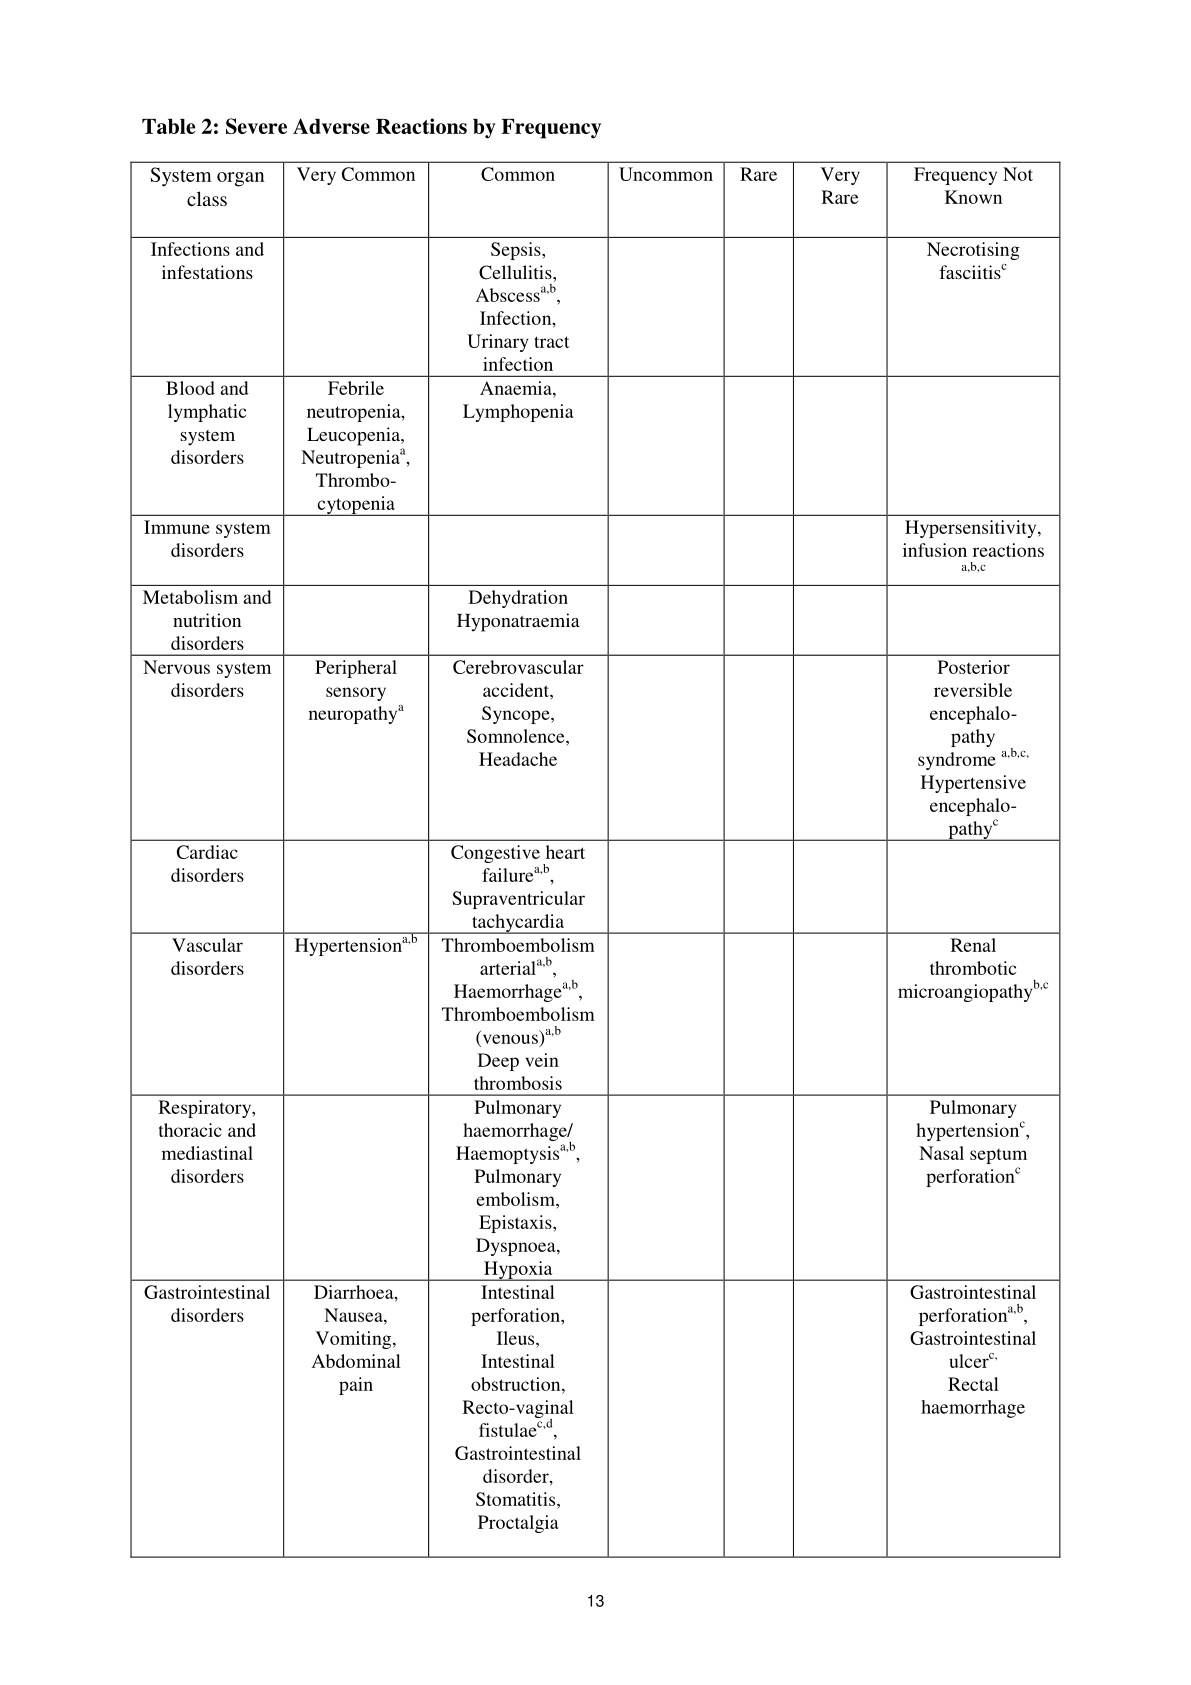 Table 2: Severe Adverse Reactions by Frequency
System organ
class
Very Common
Common
Uncommon
Rare
Very
Rare
Frequency Not
Known
Infections and
infestations
Sepsis,
Cellulitis,
Abscess^a,b,
Infection,
Urinary tract
infection
Necrotising
fasciitis^c
Blood and
lymphatic
system
disorders
Febrile
neutropenia,
Leucopenia,
Neutropenia^a,
Thrombo-
cytopenia
Anaemia,
Lymphopenia
Immune system
disorders
Hypersensitivity,
infusion reactions
a,b,c
Metabolism and
nutrition
disorders
Dehydration
Hyponatraemia
Nervous system
disorders
Peripheral
sensory
neuropathy^a
Cerebrovascular
accident,
Syncope,
Somnolence,
Headache
Posterior
reversible
encephalo-
pathy
syndrome ^a,b,c,
Hypertensive
encephalo-
pathy^c
Cardiac
disorders
Congestive heart
failure^a,b,
Supraventricular
tachycardia
Vascular
disorders
Hypertension^a,b
Thromboembolism
arterial^a,b,
Haemorrhage^a,b,
Thromboembolism
(venous)^a,b
Deep vein
thrombosis
Renal
thrombotic
microangiopathy^b,c
Respiratory,
thoracic and
mediastinal
disorders
Pulmonary
haemorrhage/
Haemoptysis^a,b,
Pulmonary
embolism,
Epistaxis,
Dyspnoea,
Hypoxia
Pulmonary
hypertension^c,
Nasal septum
perforation^c
Gastrointestinal
disorders
Diarrhoea,
Nausea,
Vomiting,
Abdominal
pain
Intestinal
perforation,
Ileus,
Intestinal
obstruction,
Recto-vaginal
fistulae^c,d,
Gastrointestinal
disorder,
Stomatitis,
Proctalgia
Gastrointestinal
perforation^a,b,
Gastrointestinal
ulcer^c,
Rectal
haemorrhage
13